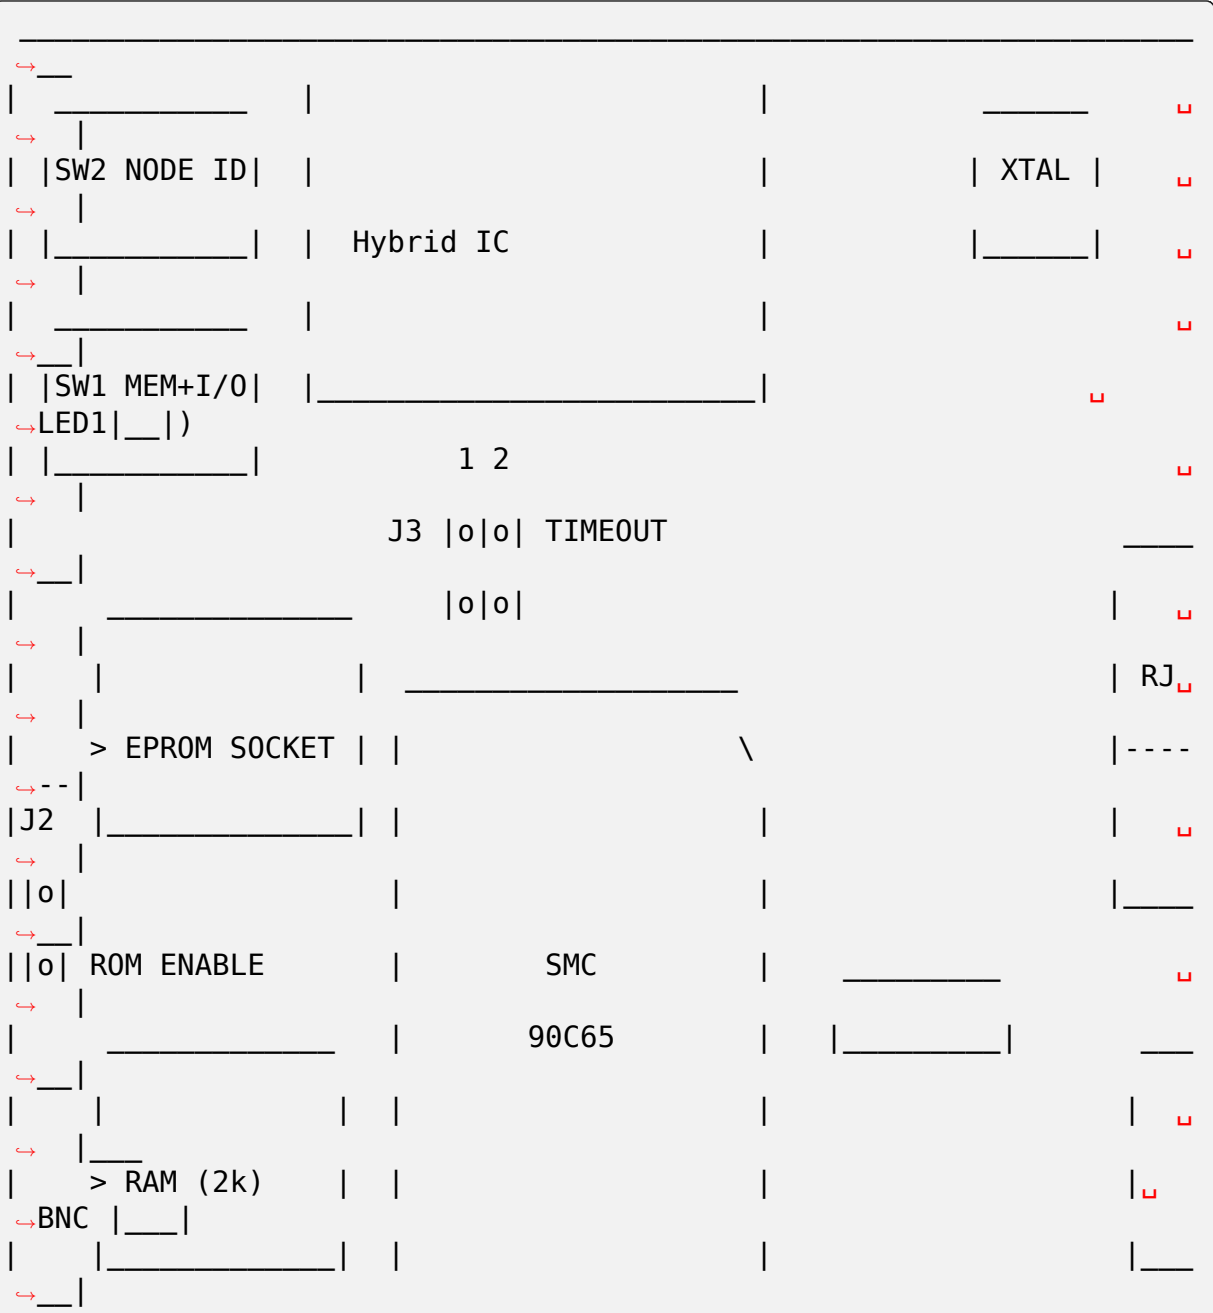 SW2 NODE ID XTAL
Hybrid IC
SW1 MEM+I/O
LED1|__|)
1 2
J3 |o|o| TIMEOUT
|o|o|
RJ
> EPROM SOCKET
J2
|o|
|o| ROM ENABLE SMC
90C65
> RAM (2k)
BNC